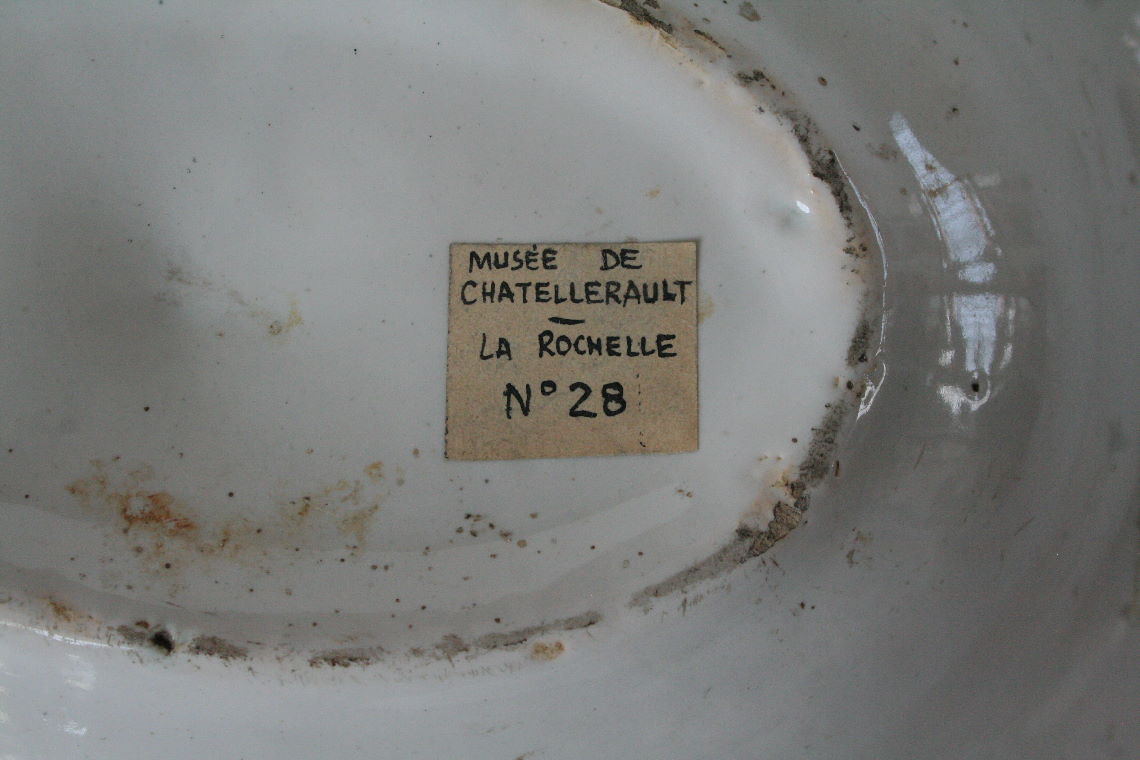 MUSÉE DE
CHATELLERAULT
—
LA ROCHELLE
N° 28